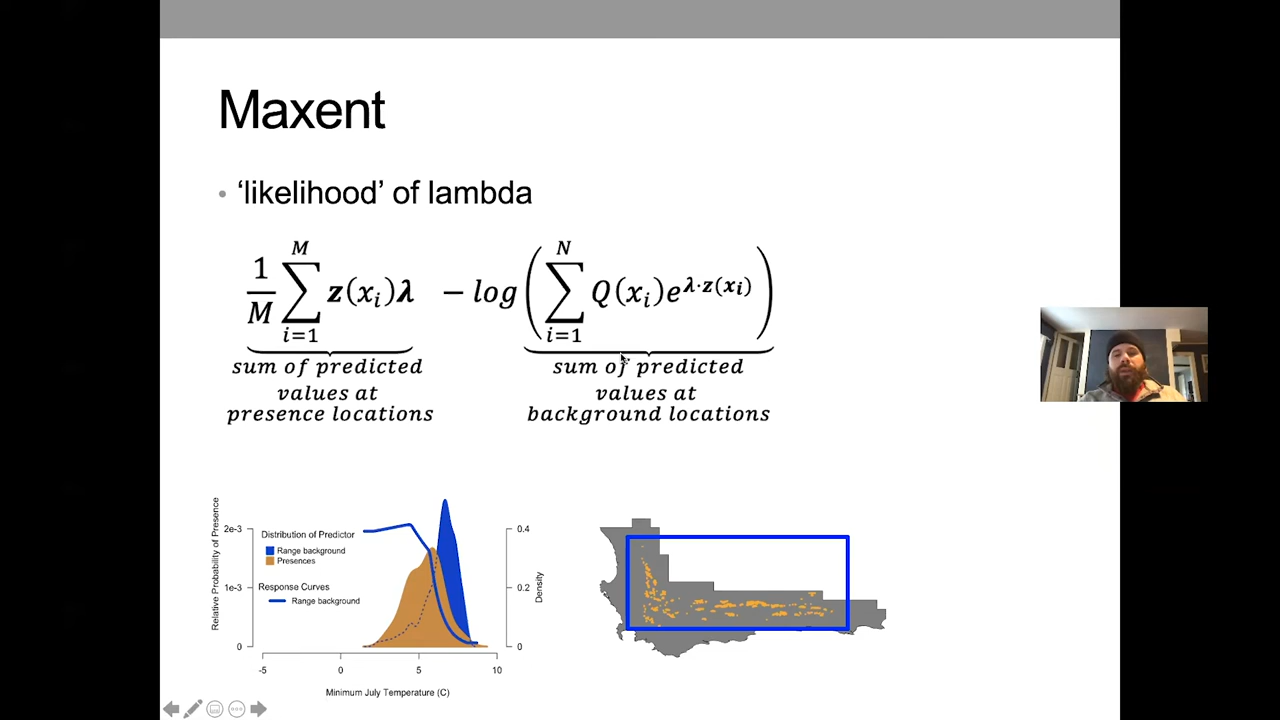 Maxent
• ‘likelihood’ of lambda
1/M ∑_{i=1}^{M} z(x_i)λ − log(∑_{i=1}^{N} Q(x_i)e^{λ·z(x_i)})
sum of predicted
values at
presence locations
sum of predicted
values at
background locations
Relative Probability of Presence
2e-3
1e-3
0
Distribution of Predictor
Range background
Presences
Response Curves
Range background
0.4
0.2
0
Density
-5 0 5 10
Minimum July Temperature (C)